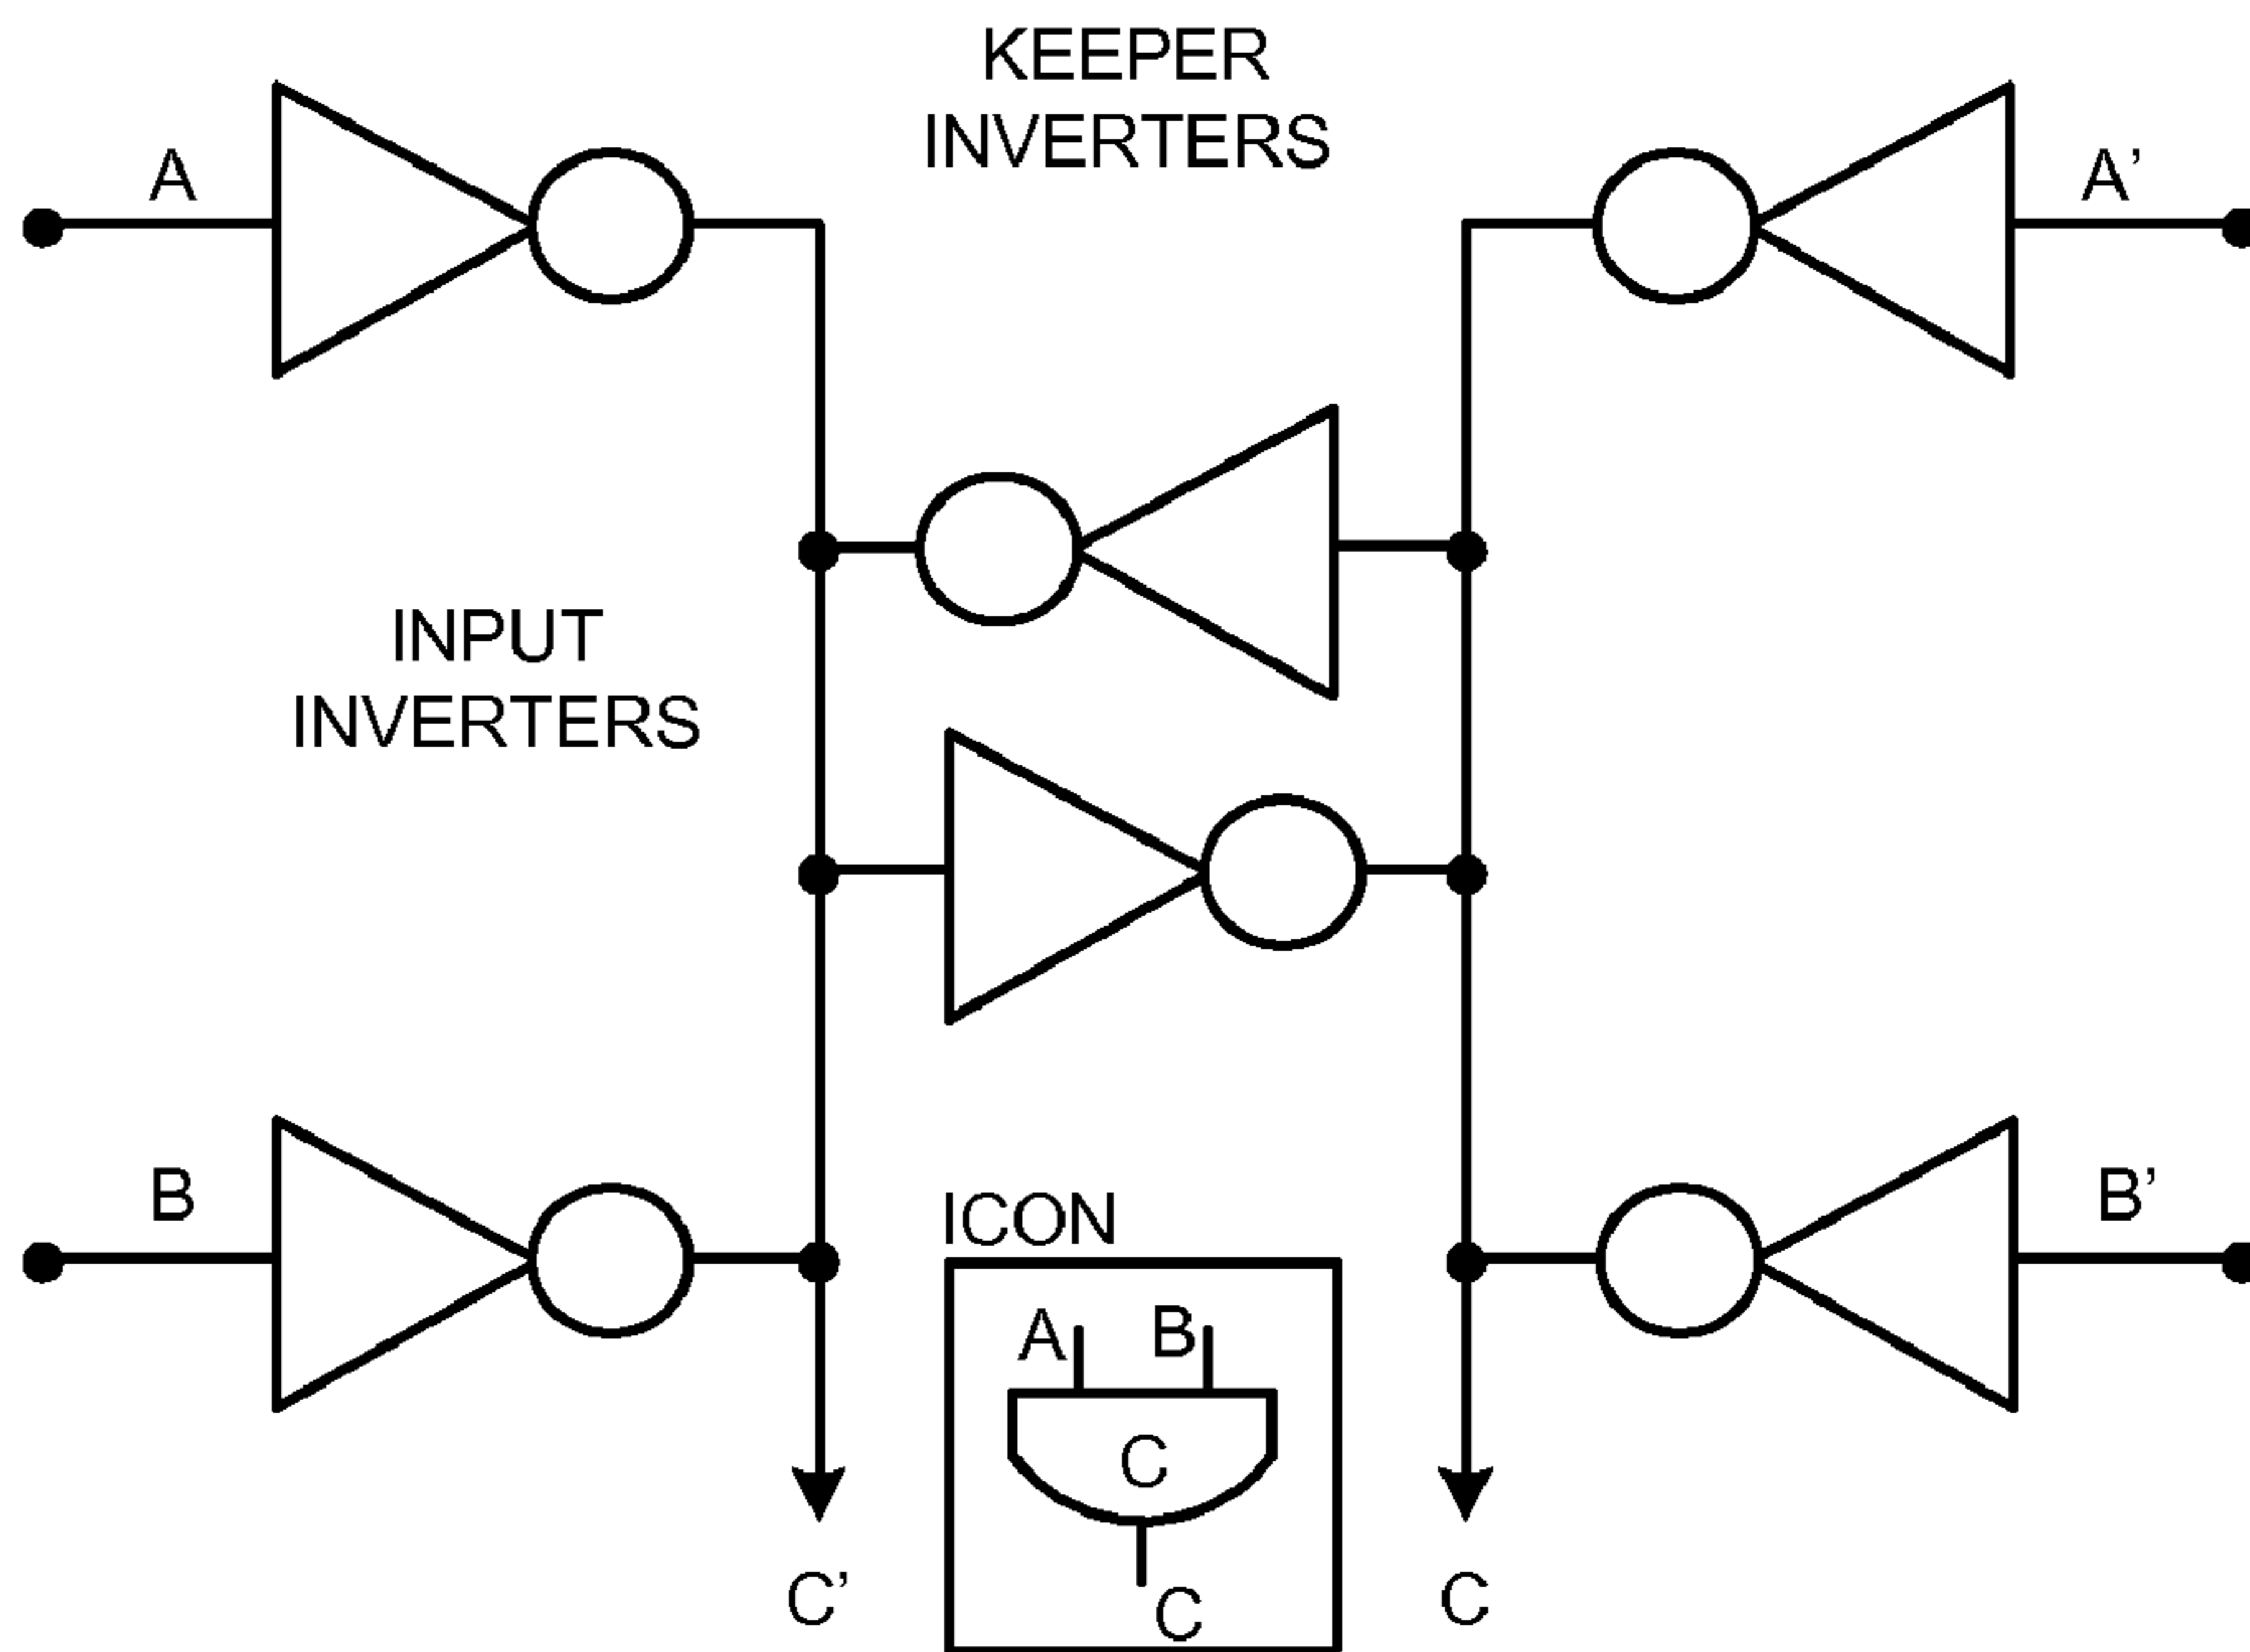 KEEPER
INVERTERS
A
A’
INPUT
INVERTERS
B
B’
ICON
A
B
C
C
C’
C